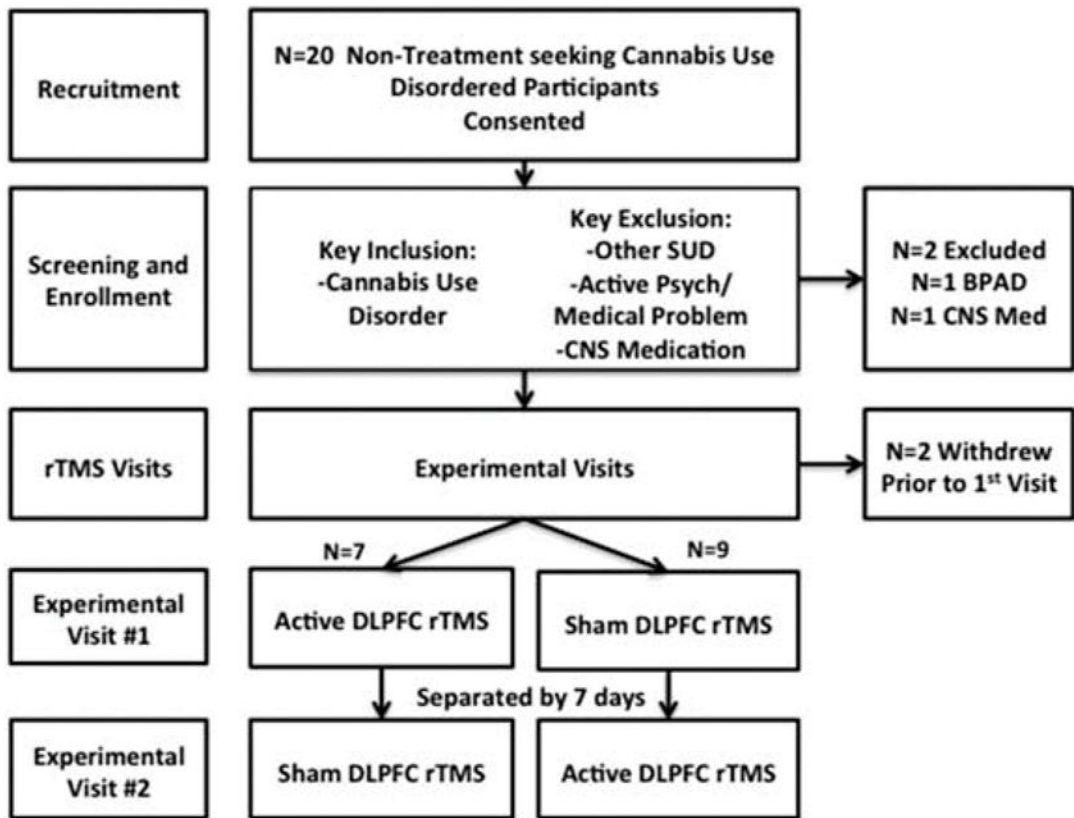 Recruitment
N=20 Non-Treatment seeking Cannabis Use
Disordered Participants
Consented
Screening and
Enrollment
Key Inclusion:
-Cannabis Use
Disorder
Key Exclusion:
-Other SUD
-Active Psych/
Medical Problem
-CNS Medication
N=2 Excluded
N=1 BPAD
N=1 CNS Med
rTMS Visits
Experimental Visits
N=2 Withdrew
Prior to 1st Visit
N=7
N=9
Experimental
Visit #1
Active DLPFC rTMS
Sham DLPFC rTMS
Separated by 7 days
Experimental
Visit #2
Sham DLPFC rTMS
Active DLPFC rTMS